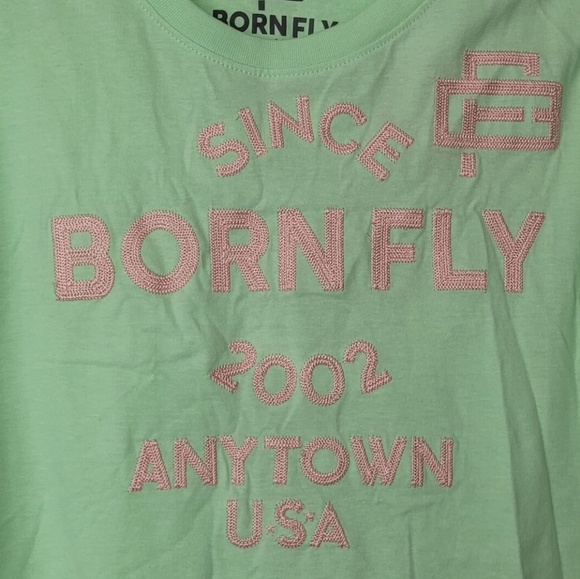 BORN FLY
SINCE
BORN FLY
2002
ANYTOWN
U.S.A